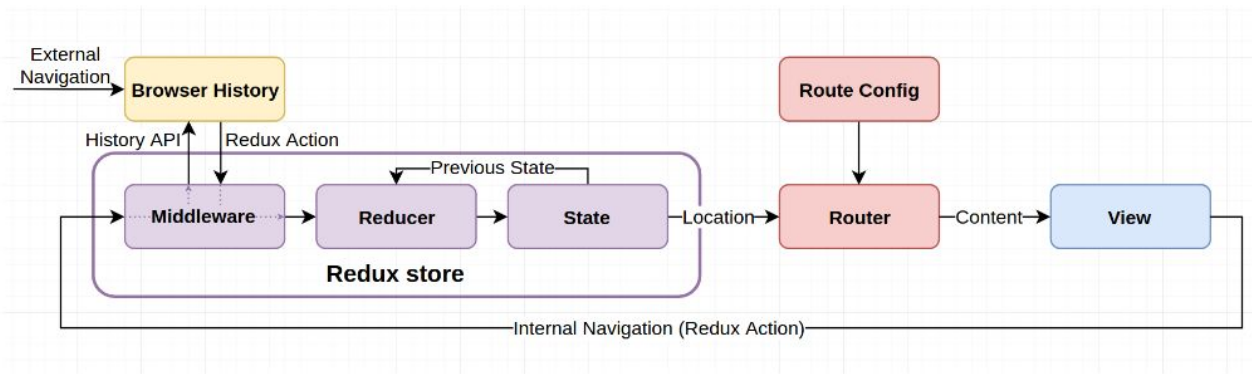 External
Navigation
Browser History
Route Config
History API
Redux Action
Previous State
Middleware
Reducer
State
Location
Router
Content
View
Redux store
Internal Navigation (Redux Action)